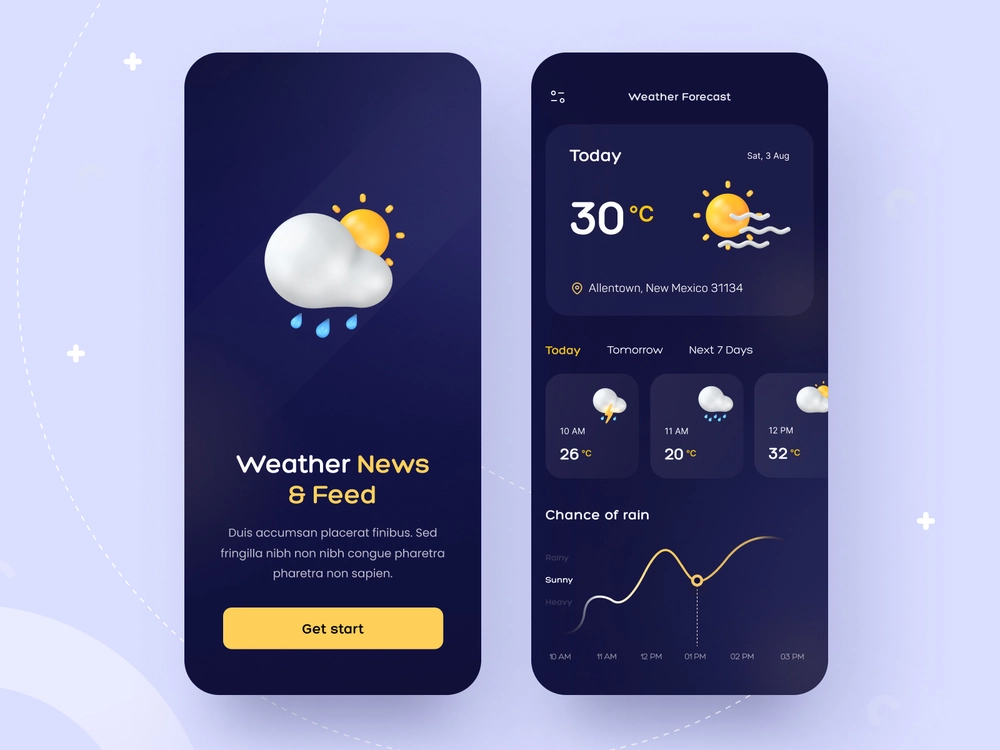 Weather News
& Feed
Duis accumsan placerat finibus. Sed
fringilla nibh non nibh congue pharetra
pharetra non sapien.
Get start
Weather Forecast
Today
Sat, 3 Aug
30 °C
Allentown, New Mexico 31134
Today Tomorrow Next 7 Days
10 AM
26 °C
11 AM
20 °C
12 PM
32 °C
Chance of rain
Rainy
Sunny
Heavy
10 AM 11 AM 12 PM 01 PM 02 PM 03 PM